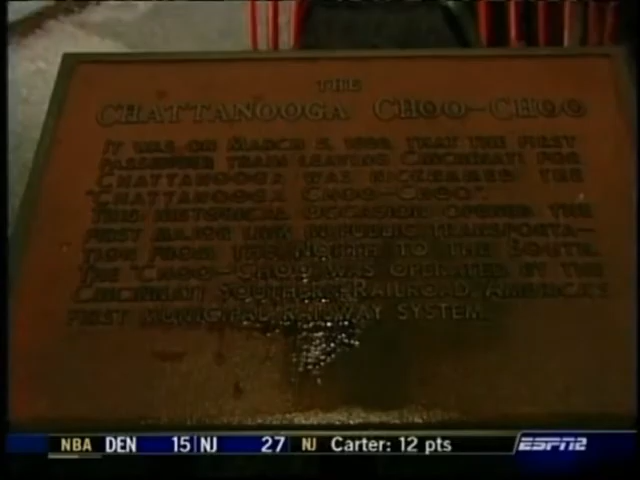 THE
CHATTANOOGA CHOO-CHOO
IT WAS ON MARCH 5, 1880, THAT THE FIRST
PASSENGER TRAIN LEAVING CINCINNATI FOR
CHATTANOOGA WAS NICKNAMED THE
"CHATTANOOGA CHOO-CHOO".
THIS HISTORICAL OCCASION OPENED THE
FIRST MAJOR LINK IN PUBLIC TRANSPORTA-
TION FROM THE NORTH TO THE SOUTH.
THE "CHOO-CHOO" WAS OPERATED BY THE
CINCINNATI SOUTHERN RAILROAD, AMERICA'S
FIRST MUNICIPAL RAILWAY SYSTEM.
NBA DEN 15 NJ 27 NJ Carter: 12 pts ESPN2